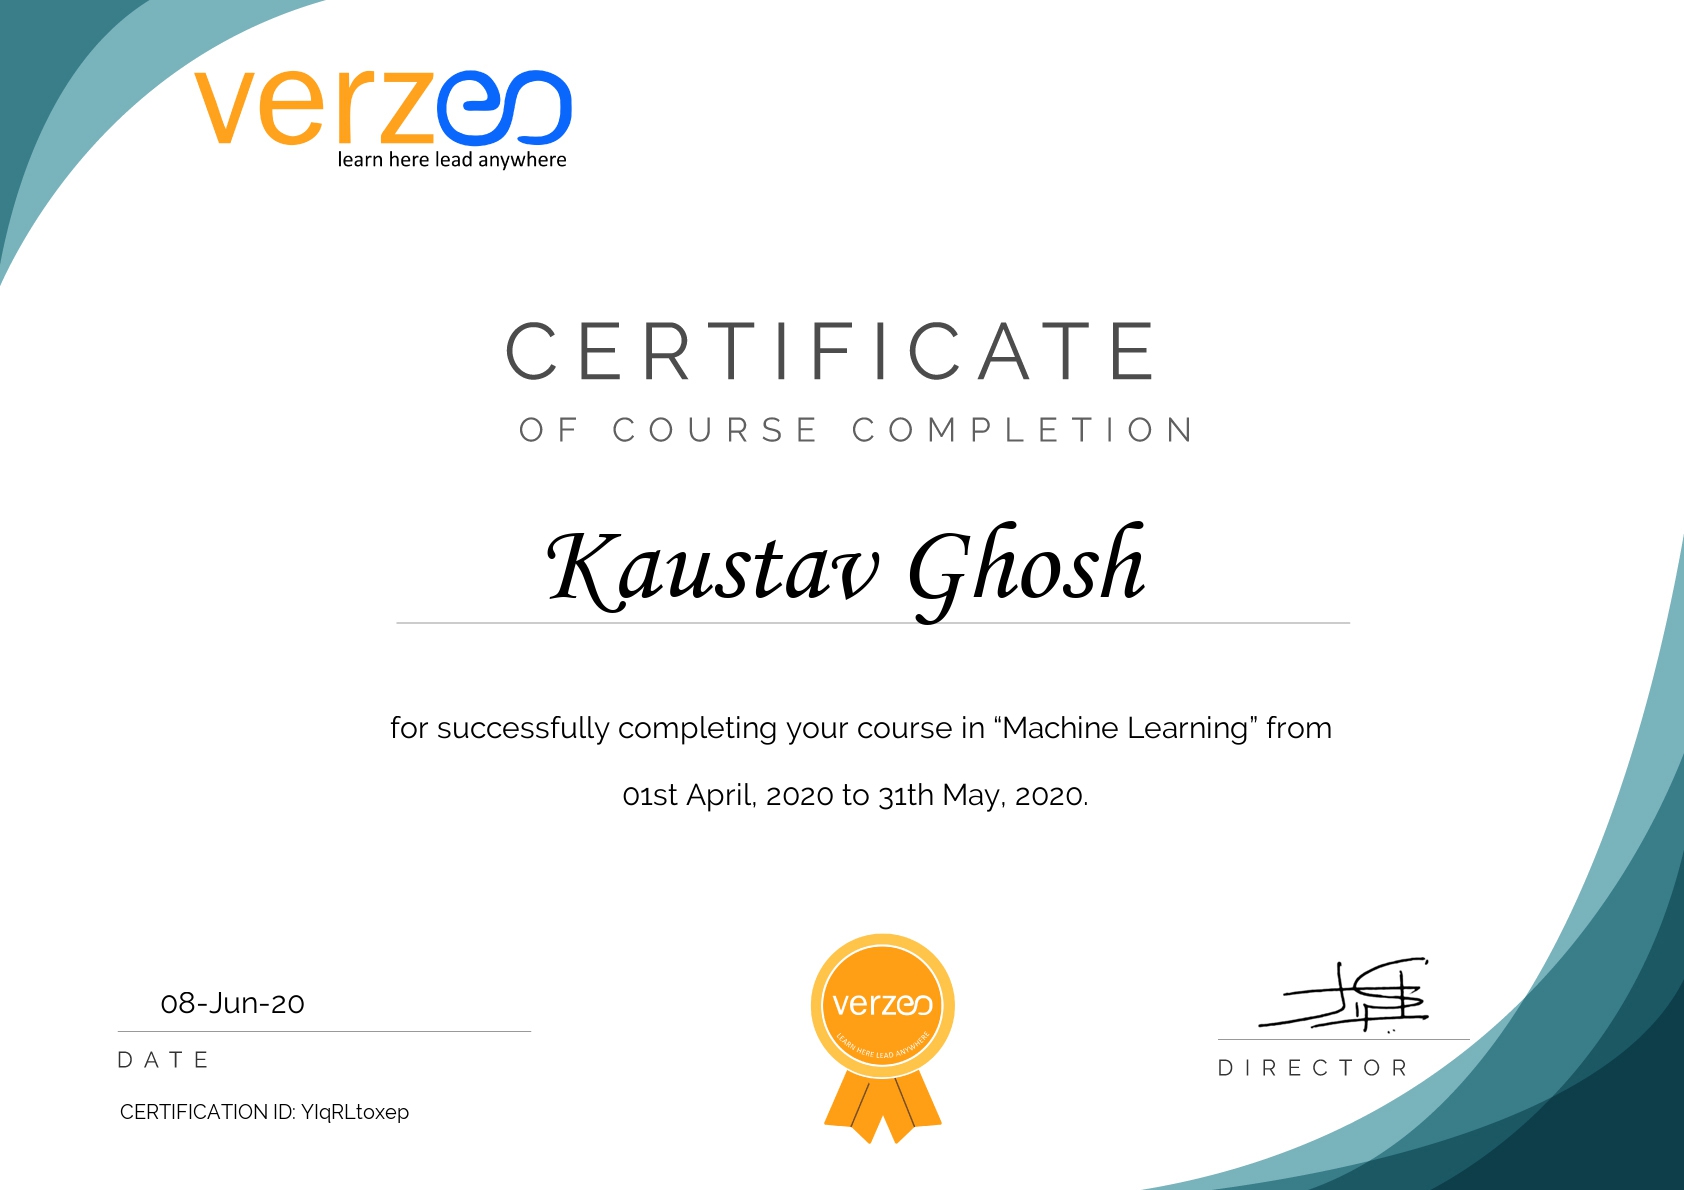 verzeo
learn here lead anywhere
CERTIFICATE
OF COURSE COMPLETION
Kaustav Ghosh
for successfully completing your course in “Machine Learning” from
01st April, 2020 to 31th May, 2020.
08-Jun-20
DATE
CERTIFICATION ID: YIqRLtoxep
verzeo
LEARN HERE LEAD ANYWHERE
DIRECTOR